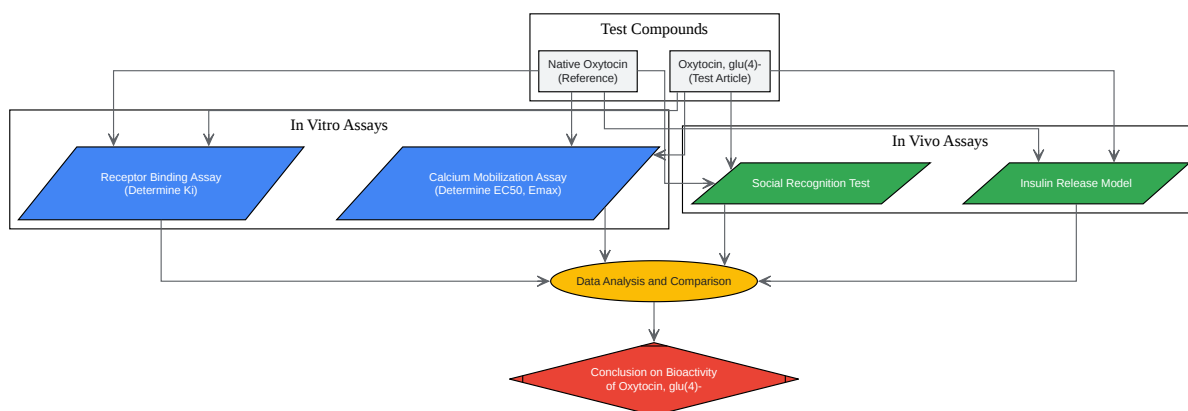 Test Compounds
Native Oxytocin
(Reference)
Oxytocin, glu(4)-
(Test Article)
In Vitro Assays
In Vivo Assays
Receptor Binding Assay
(Determine Ki)
Calcium Mobilization Assay
(Determine EC50, Emax)
Social Recognition Test
Insulin Release Model
Data Analysis and Comparison
Conclusion on Bioactivity
of Oxytocin, glu(4)-